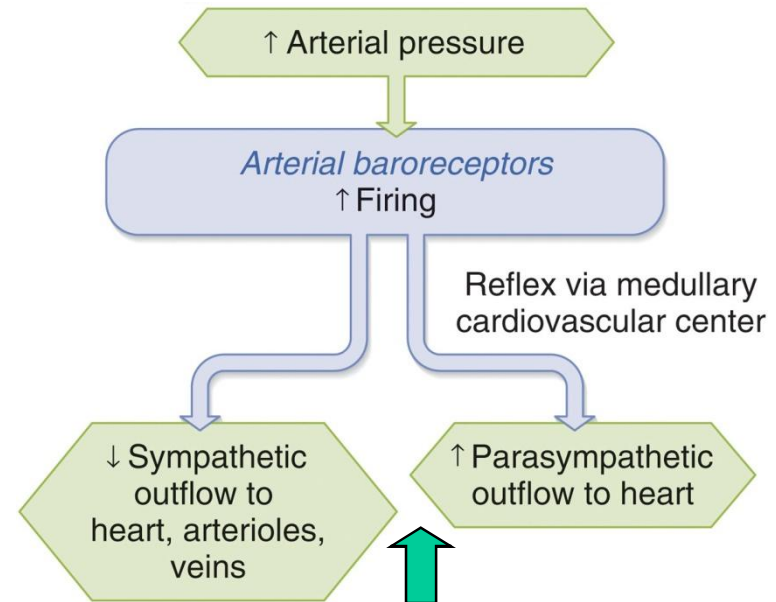 ↑ Arterial pressure
Arterial baroreceptors
↑ Firing
Reflex via medullary
cardiovascular center
↓ Sympathetic
outflow to
heart, arterioles,
veins
↑ Parasympathetic
outflow to heart